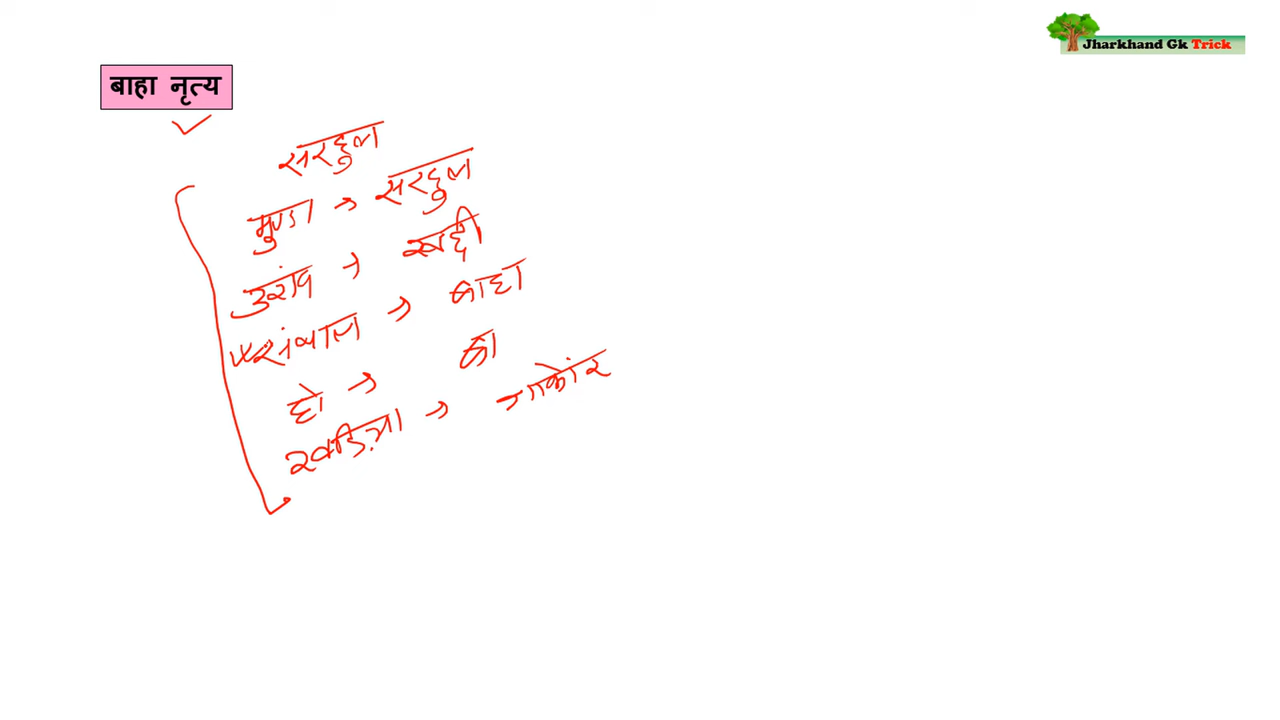 Jharkhand Gk Trick
बाहा नृत्य
सरहुल
मुण्डा → सरहुल
उरांव → खद्दी
संथाल → बाहा
हो → बा
खड़िया → जांकोर